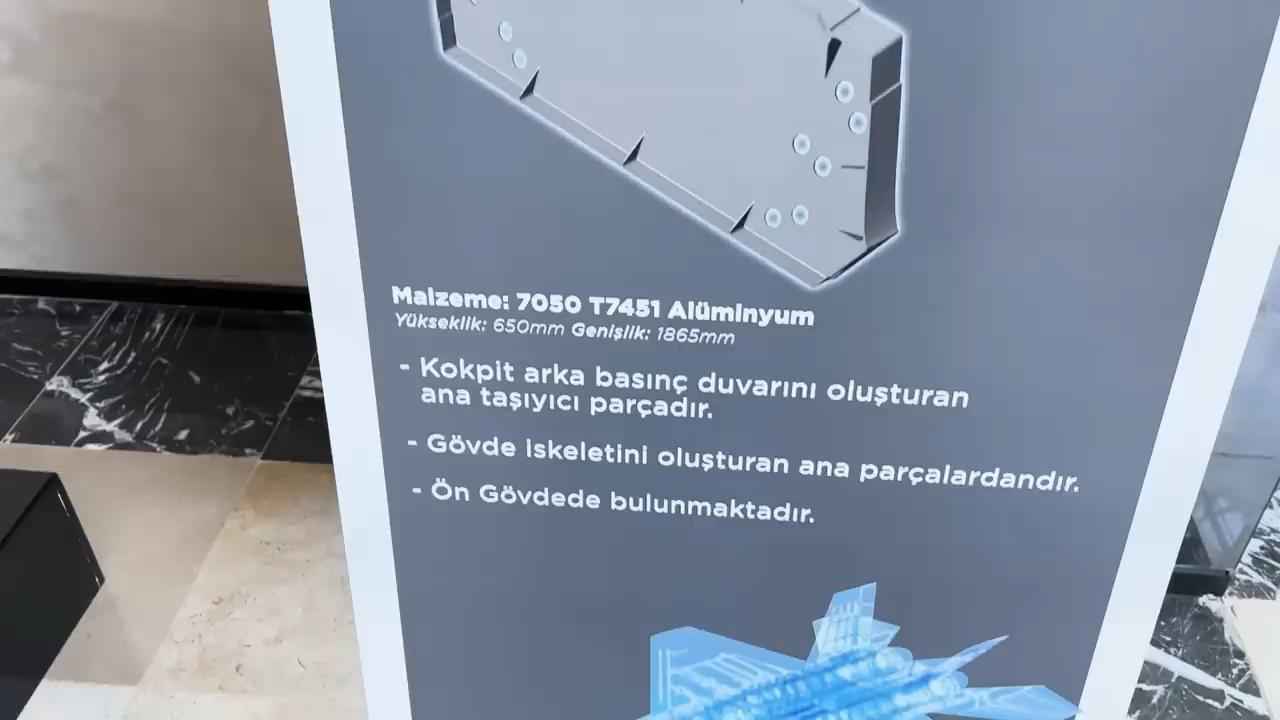 Malzeme: 7050 T7451 Alüminyum
Yükseklik: 650mm Genişlik: 1865mm
- Kokpit arka basınç duvarını oluşturan
ana taşıyıcı parçadır.
- Gövde iskeletini oluşturan ana parçalardandır.
- Ön Gövdede bulunmaktadır.